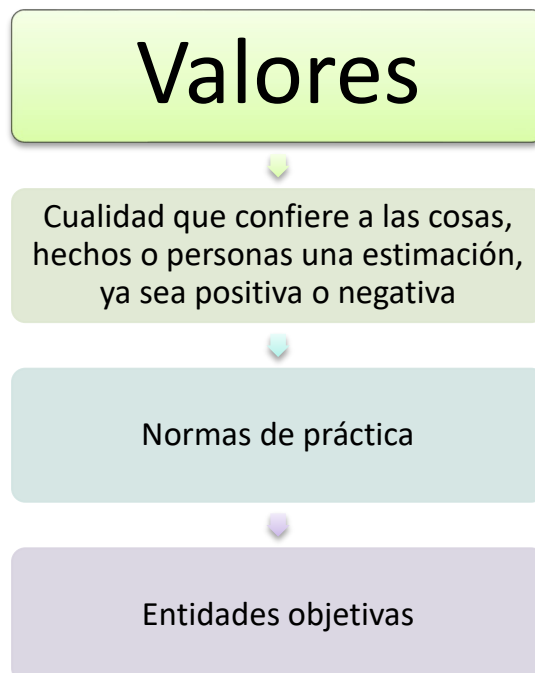 Valores
Cualidad que confiere a las cosas,
hechos o personas una estimación,
ya sea positiva o negativa
Normas de práctica
Entidades objetivas